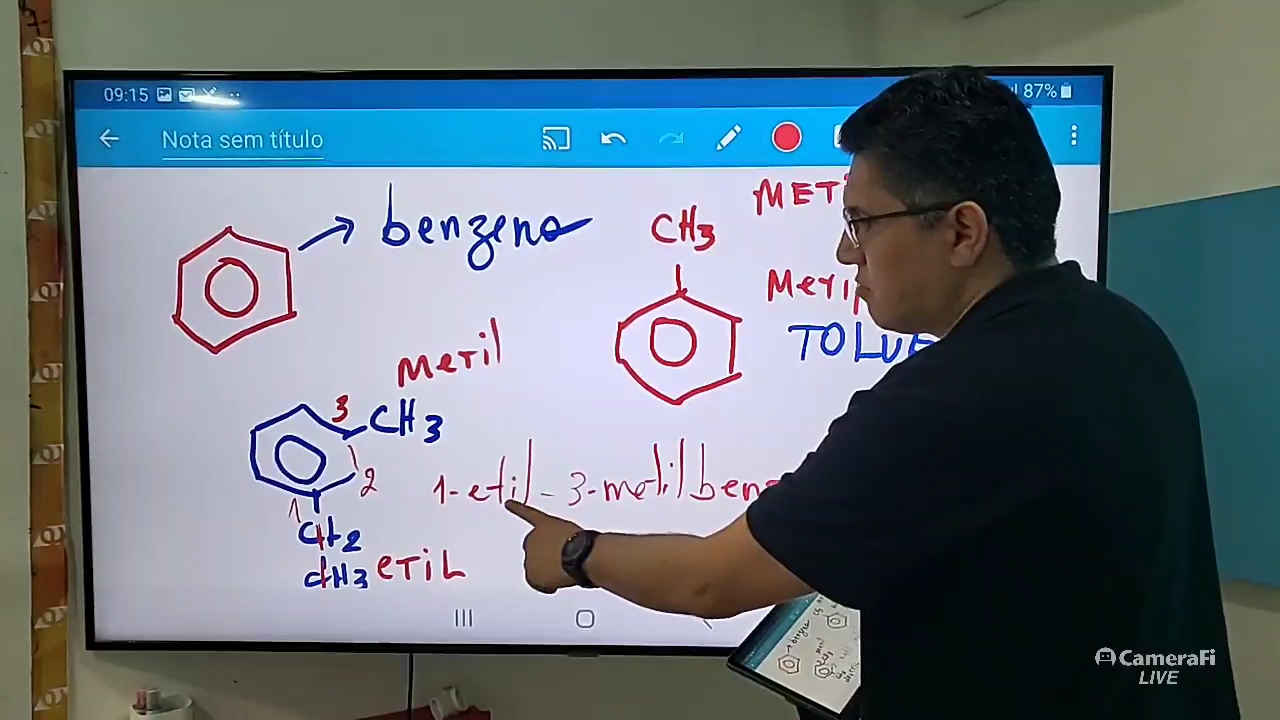 09:15
87%
Nota sem título
benzeno
CH3
METi
Meti
TOLUE
Metil
3
CH3
2
1-etil-3-metilbenz
1
CH2
CH3 eTiL
CameraFi
LIVE